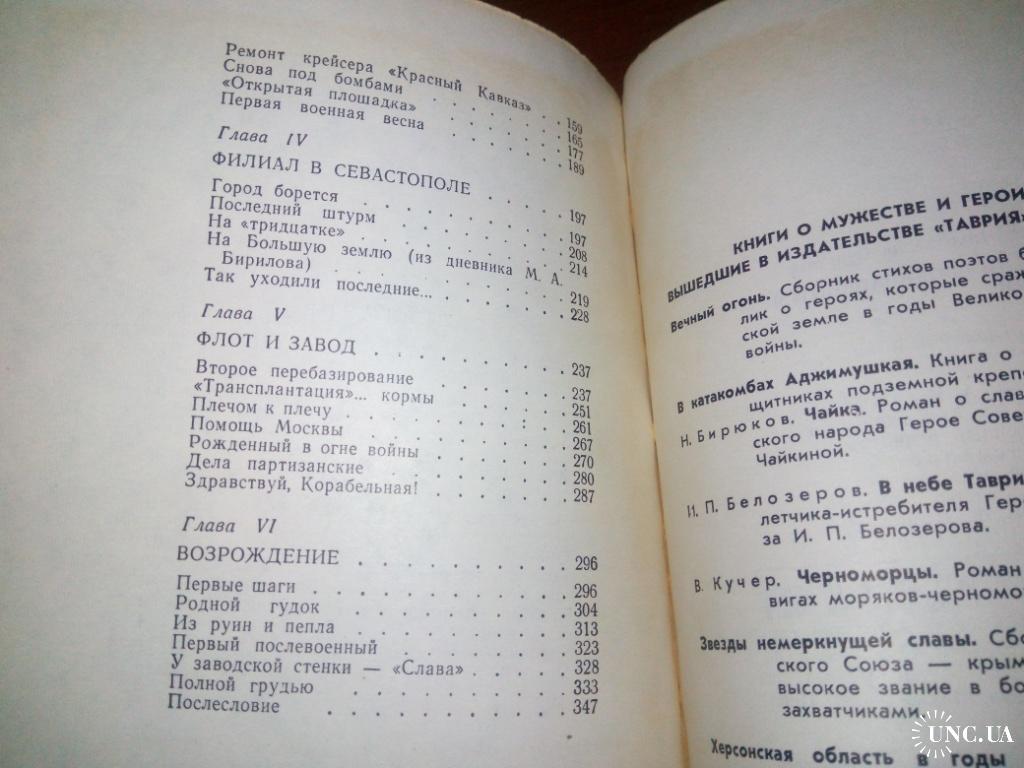 Ремонт крейсера «Красный Кавказ» . . 159
Снова под бомбами . . . . . . 165
«Открытая площадка» . . . . . . 177
Первая военная весна . . . . . . 189
Глава IV
ФИЛИАЛ В СЕВАСТОПОЛЕ . . . . . 197
Город борется . . . . . . . . 197
Последний штурм . . . . . . . 208
На «тридцатке» . . . . . . . . 214
На Большую землю (из дневника М. А.
Бирилова) . . . . . . . . . 219
Так уходили последние... . . . . . 228
Глава V
ФЛОТ И ЗАВОД . . . . . . . . 237
Второе перебазирование . . . . . . 237
«Трансплантация»... кормы . . . . . 251
Плечом к плечу . . . . . . . . 261
Помощь Москвы . . . . . . . . 267
Рожденный в огне войны . . . . . . 270
Дела партизанские . . . . . . . 280
Здравствуй, Корабельная! . . . . . . 287
Глава VI
ВОЗРОЖДЕНИЕ . . . . . . . . 296
Первые шаги . . . . . . . . . 296
Родной гудок . . . . . . . . . 304
Из руин и пепла . . . . . . . . 313
Первый послевоенный . . . . . . . 323
У заводской стенки — «Слава» . . . . 328
Полной грудью . . . . . . . . 333
Послесловие . . . . . . . . . 347
КНИГИ О МУЖЕСТВЕ И ГЕРОИ
ВЫШЕДШИЕ В ИЗДАТЕЛЬСТВЕ «ТАВРИЯ»
Вечный огонь. Сборник стихов поэтов б
лик о героях, которые сраж
ской земле в годы Велико
войны.
В катакомбах Аджимушкая. Книга о
щитниках подземной креп
Н. Бирюков. Чайка. Роман о слав
ского народа Герое Сове
Чайкиной.
И. П. Белозеров. В небе Таври
летчика-истребителя Гер
за И. П. Белозерова.
В. Кучер. Черноморцы. Роман
вигах моряков-черномо
Звезды немеркнущей славы. Сбо
ского Союза — крым
высокое звание в бо
захватчиками.
Херсонская область в годы
UNC.UA